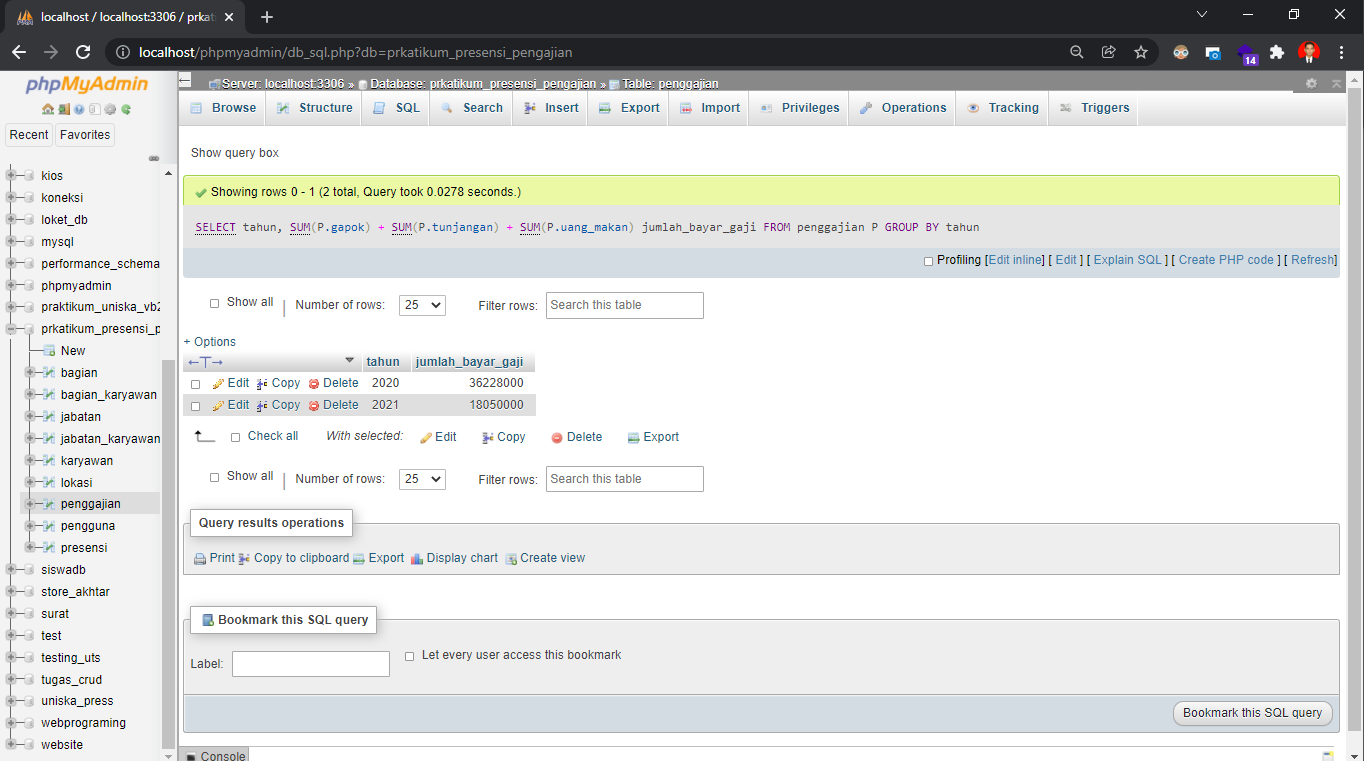 localhost / localhost:3306 / prkat
localhost/phpmyadmin/db_sql.php?db=prkatikum_presensi_pengajian
14
phpMyAdmin
Recent
Favorites
kios
koneksi
loket_db
mysql
performance_schema
phpmyadmin
praktikum_uniska_vb2
prkatikum_presensi_p
New
bagian
bagian_karyawan
jabatan
jabatan_karyawan
karyawan
lokasi
penggajian
pengguna
presensi
siswadb
store_akhtar
surat
test
testing_uts
tugas_crud
uniska_press
webprograming
website
Server: localhost:3306 » Database: prkatikum_presensi_pengajian » Table: penggajian
Browse Structure SQL Search Insert Export Import Privileges Operations Tracking Triggers
Show query box
Showing rows 0 - 1 (2 total, Query took 0.0278 seconds.)
SELECT tahun, SUM(P.gapok) + SUM(P.tunjangan) + SUM(P.uang_makan) jumlah_bayar_gaji FROM penggajian P GROUP BY tahun
Profiling [Edit inline] [ Edit ] [ Explain SQL ] [ Create PHP code ] [ Refresh]
Show all | Number of rows: 25 Filter rows: Search this table
+ Options
←T→ tahun jumlah_bayar_gaji
Edit Copy Delete 2020 36228000
Edit Copy Delete 2021 18050000
Check all With selected: Edit Copy Delete Export
Show all | Number of rows: 25 Filter rows: Search this table
Query results operations
Print Copy to clipboard Export Display chart Create view
Bookmark this SQL query
Label: Let every user access this bookmark
Bookmark this SQL query
Console